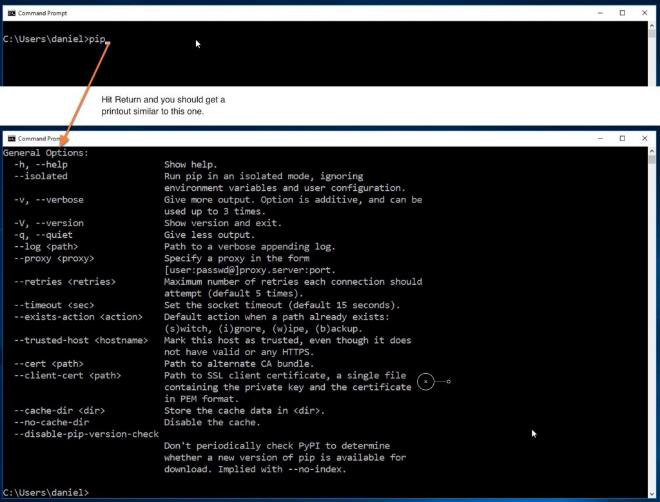 Command Prompt
C:\Users\daniel>pip_
Hit Return and you should get a
printout similar to this one.
Command Prompt
General Options:
-h, --help Show help.
--isolated Run pip in an isolated mode, ignoring
environment variables and user configuration.
-v, --verbose Give more output. Option is additive, and can be
used up to 3 times.
-V, --version Show version and exit.
-q, --quiet Give less output.
--log <path> Path to a verbose appending log.
--proxy <proxy> Specify a proxy in the form
[user:passwd@]proxy.server:port.
--retries <retries> Maximum number of retries each connection should
attempt (default 5 times).
--timeout <sec> Set the socket timeout (default 15 seconds).
--exists-action <action> Default action when a path already exists:
(s)witch, (i)gnore, (w)ipe, (b)ackup.
--trusted-host <hostname> Mark this host as trusted, even though it does
not have valid or any HTTPS.
--cert <path> Path to alternate CA bundle.
--client-cert <path> Path to SSL client certificate, a single file
containing the private key and the certificate
in PEM format.
--cache-dir <dir> Store the cache data in <dir>.
--no-cache-dir Disable the cache.
--disable-pip-version-check
Don't periodically check PyPI to determine
whether a new version of pip is available for
download. Implied with --no-index.
C:\Users\daniel>